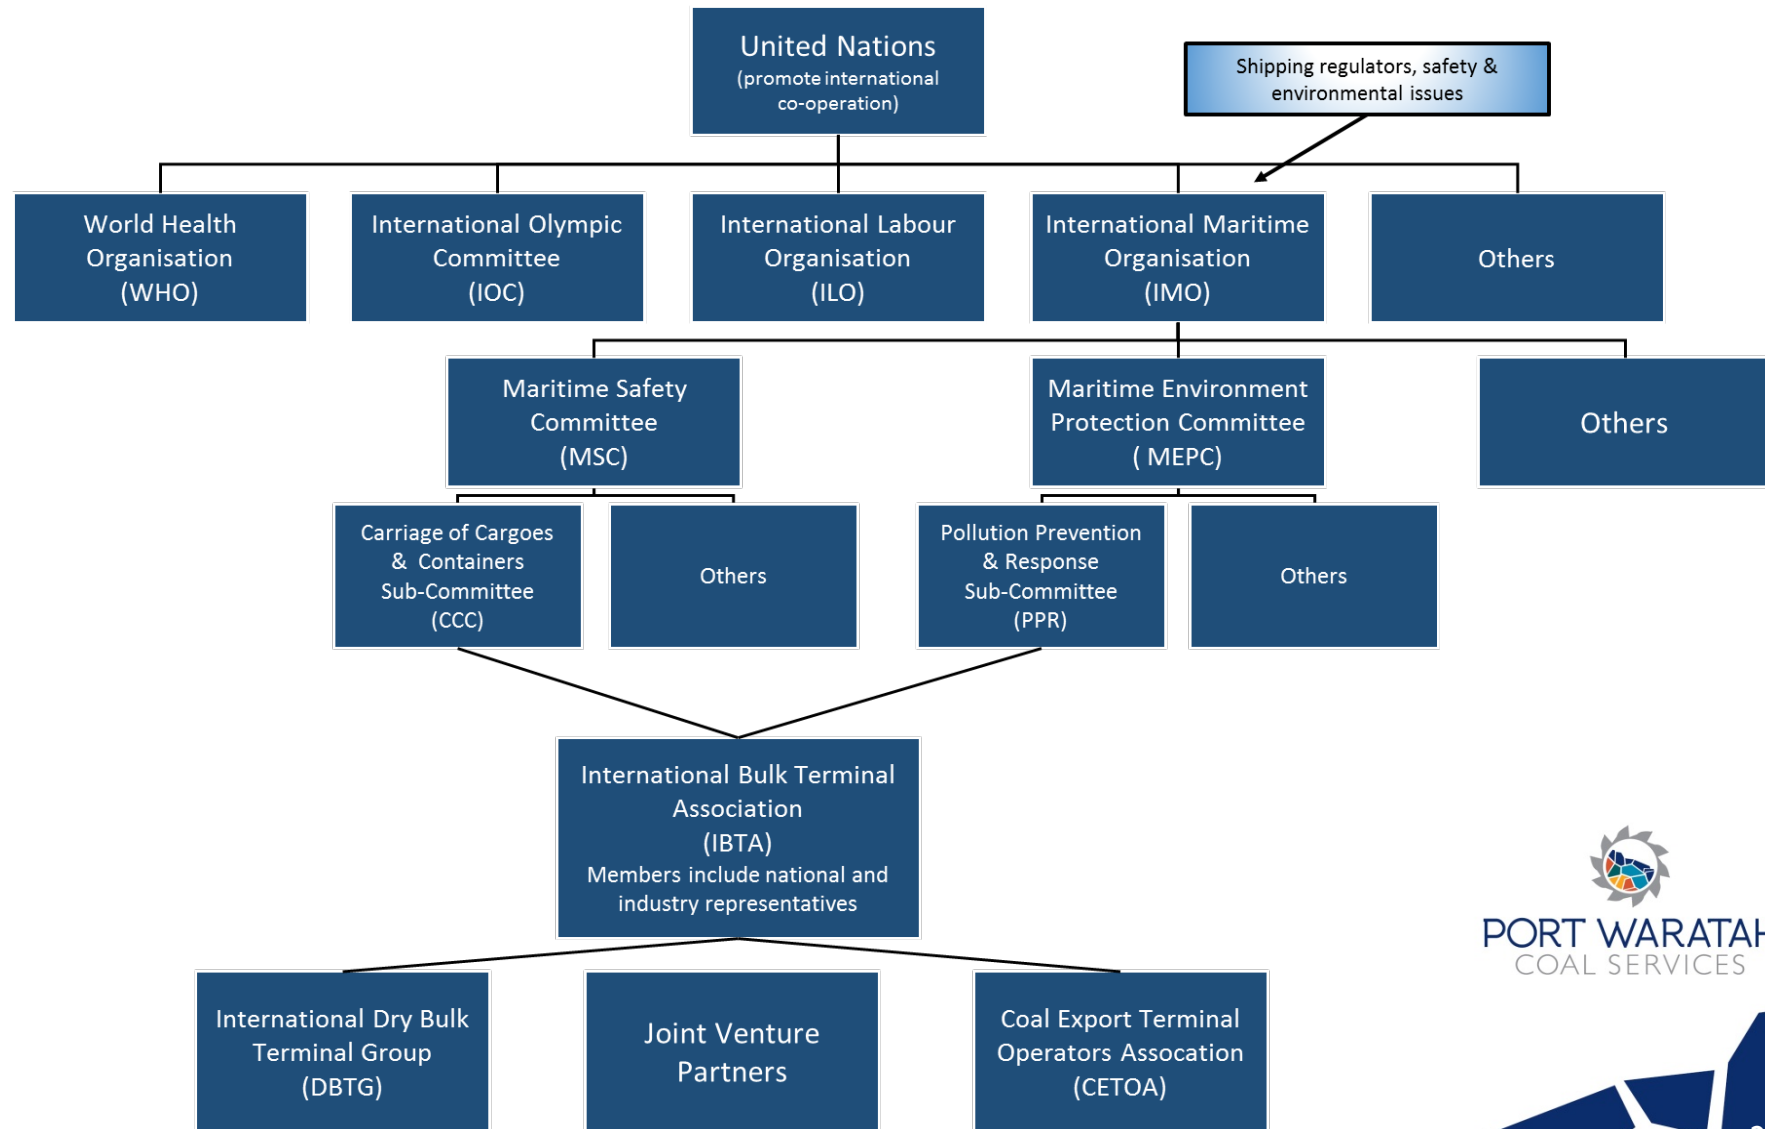 United Nations
(promote international
co-operation)
Shipping regulators, safety &
environmental issues
World Health
Organisation
(WHO)
International Olympic
Committee
(IOC)
International Labour
Organisation
(ILO)
International Maritime
Organisation
(IMO)
Others
Maritime Safety
Committee
(MSC)
Maritime Environment
Protection Committee
( MEPC)
Others
Carriage of Cargoes
& Containers
Sub-Committee
(CCC)
Others
Pollution Prevention
& Response
Sub-Committee
(PPR)
Others
International Bulk Terminal
Association
(IBTA)
Members include national and
industry representatives
PORT WARATAH
COAL SERVICES
International Dry Bulk
Terminal Group
(DBTG)
Joint Venture
Partners
Coal Export Terminal
Operators Assocation
(CETOA)